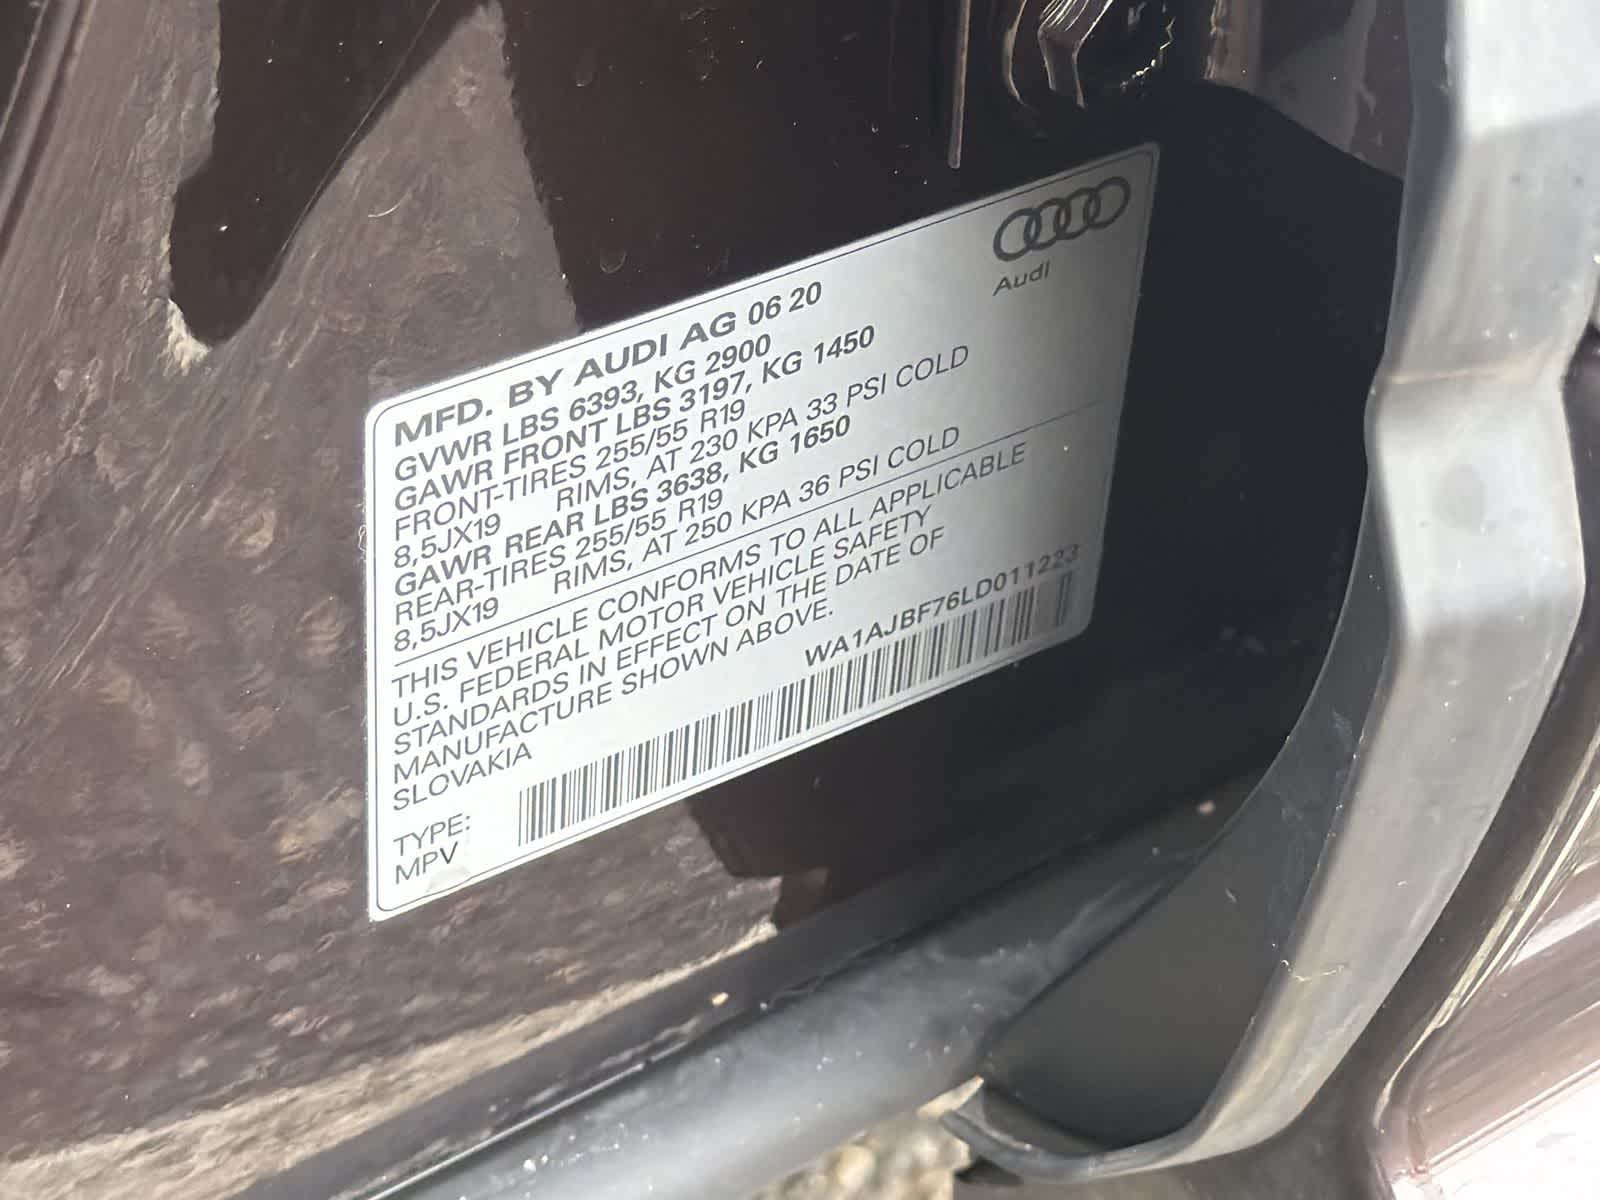 Audi
MFD. BY AUDI AG 06 20
GVWR LBS 6393, KG 2900
GAWR FRONT LBS 3197, KG 1450
FRONT-TIRES 255/55 R19
8,5JX19 RIMS, AT 230 KPA 33 PSI COLD
GAWR REAR LBS 3638, KG 1650
REAR-TIRES 255/55 R19
8,5JX19 RIMS, AT 250 KPA 36 PSI COLD
THIS VEHICLE CONFORMS TO ALL APPLICABLE
U.S. FEDERAL MOTOR VEHICLE SAFETY
STANDARDS IN EFFECT ON THE DATE OF
MANUFACTURE SHOWN ABOVE.
SLOVAKIA
WA1AJBF76LD011223
TYPE:
MPV